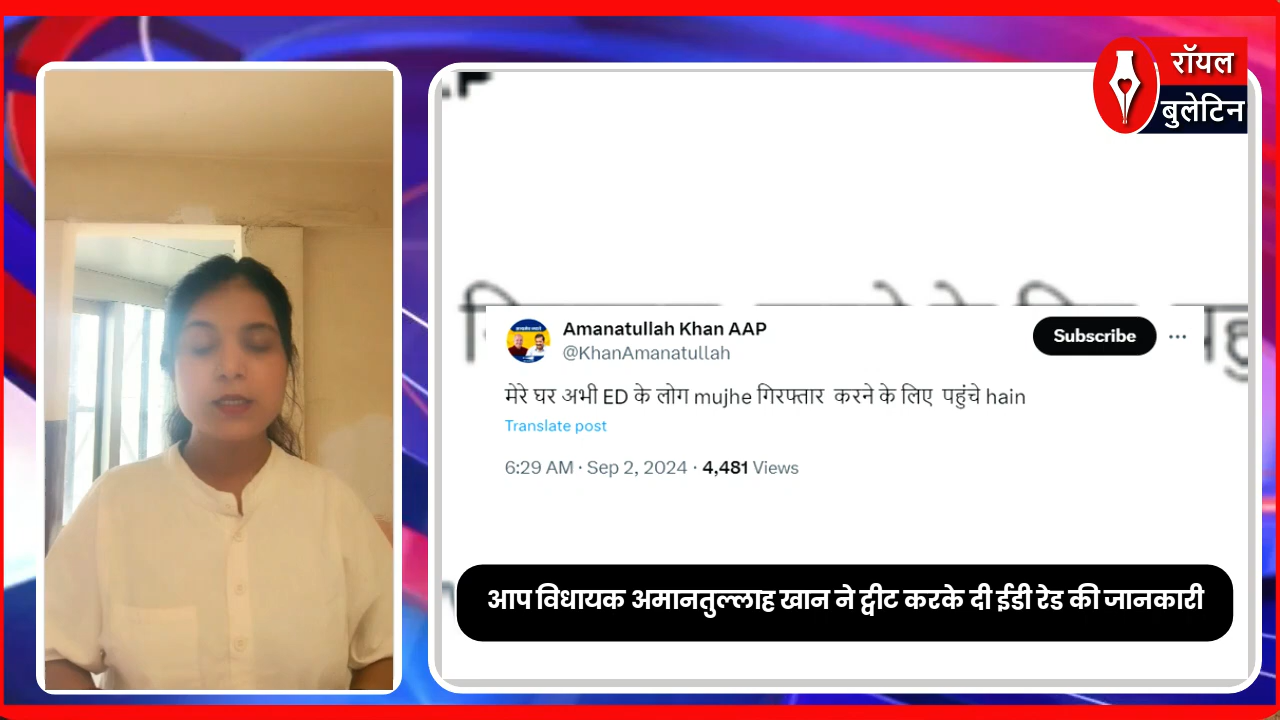 रॉयल
बुलेटिन
Amanatullah Khan AAP
@KhanAmanatullah
Subscribe
मेरे घर अभी ED के लोग mujhe गिरफ्तार करने के लिए पहुंचे hain
Translate post
6:29 AM · Sep 2, 2024 · 4,481 Views
आप विधायक अमानतुल्लाह खान ने ट्वीट करके दी ईडी रेड की जानकारी